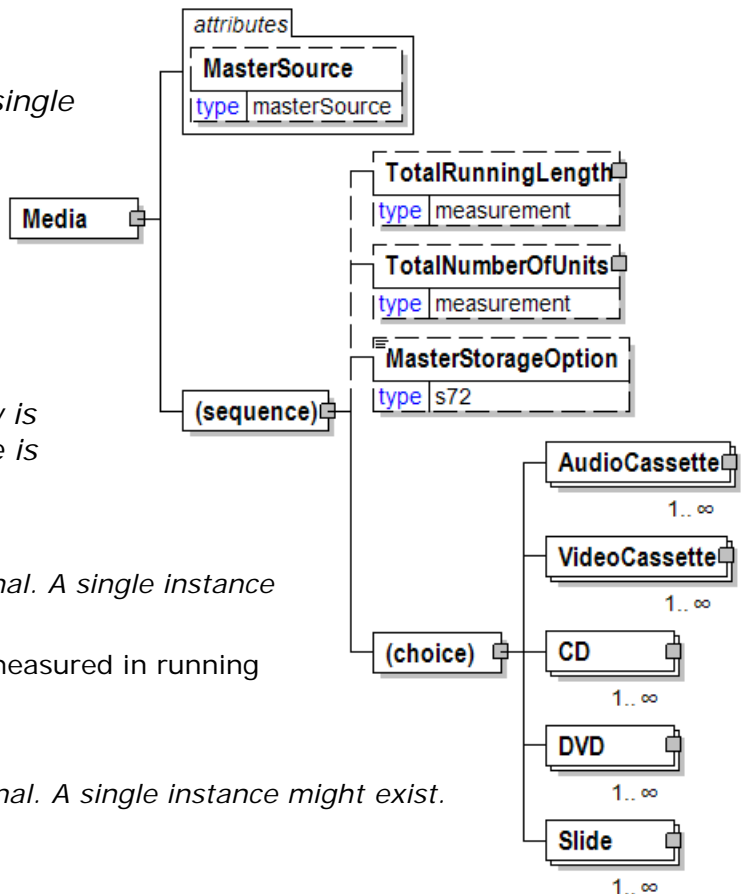 attributes
MasterSource
type masterSource
single
TotalRunningLength
type measurement
Media
TotalNumberOfUnits
type measurement
MasterStorageOption
type s72
is
(sequence)
e is
AudioCassette
1.. ∞
VideoCassette
1.. ∞
nal. A single instance
(choice)
CD
measured in running
1.. ∞
DVD
1.. ∞
nal. A single instance might exist.
Slide
1.. ∞